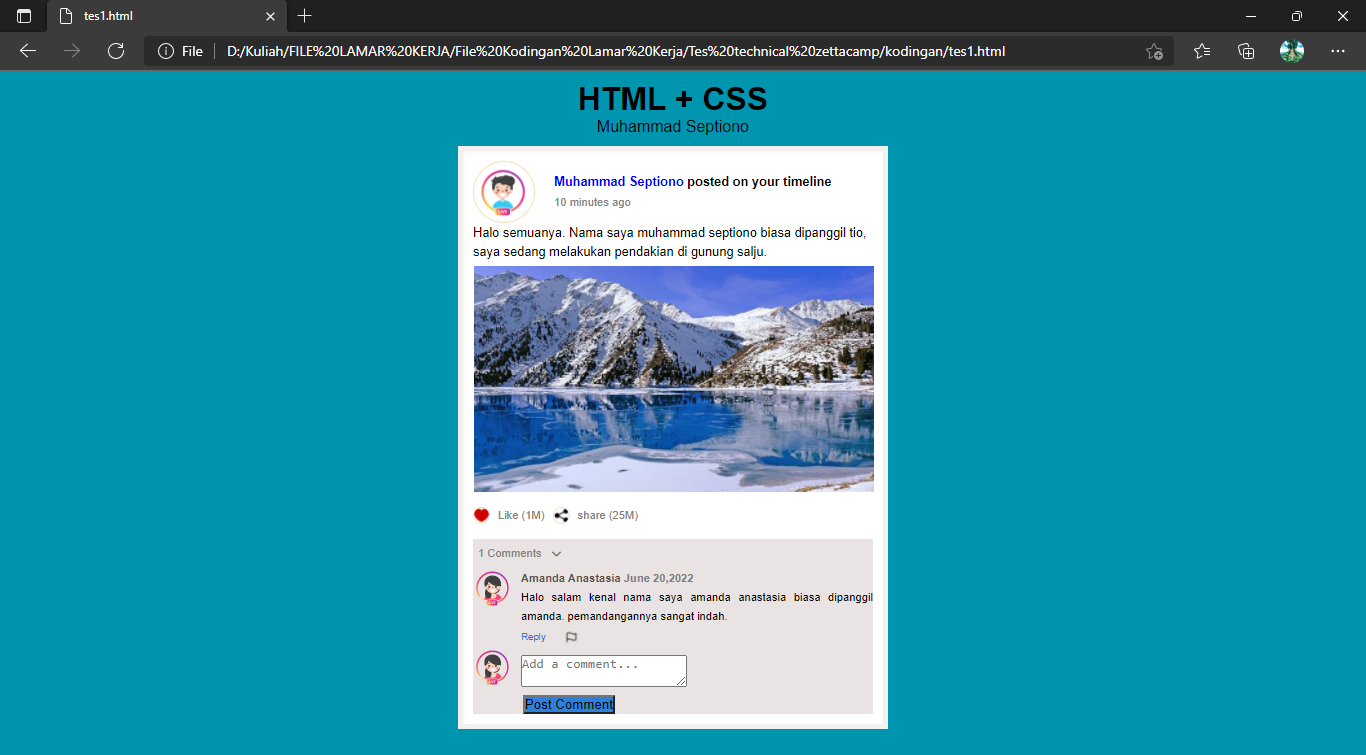 tes1.html
File
D:/Kuliah/FILE%20LAMAR%20KERJA/File%20Kodingan%20Lamar%20Kerja/Tes%20technical%20zettacamp/kodingan/tes1.html
HTML + CSS
Muhammad Septiono
Muhammad Septiono posted on your timeline
10 minutes ago
LIVE
Halo semuanya. Nama saya muhammad septiono biasa dipanggil tio,
saya sedang melakukan pendakian di gunung salju.
Like (1M) share (25M)
1 Comments
Amanda Anastasia June 20,2022
LIVE
Halo salam kenal nama saya amanda anastasia biasa dipanggil
amanda. pemandangannya sangat indah.
Reply
Add a comment...
LIVE
Post Comment